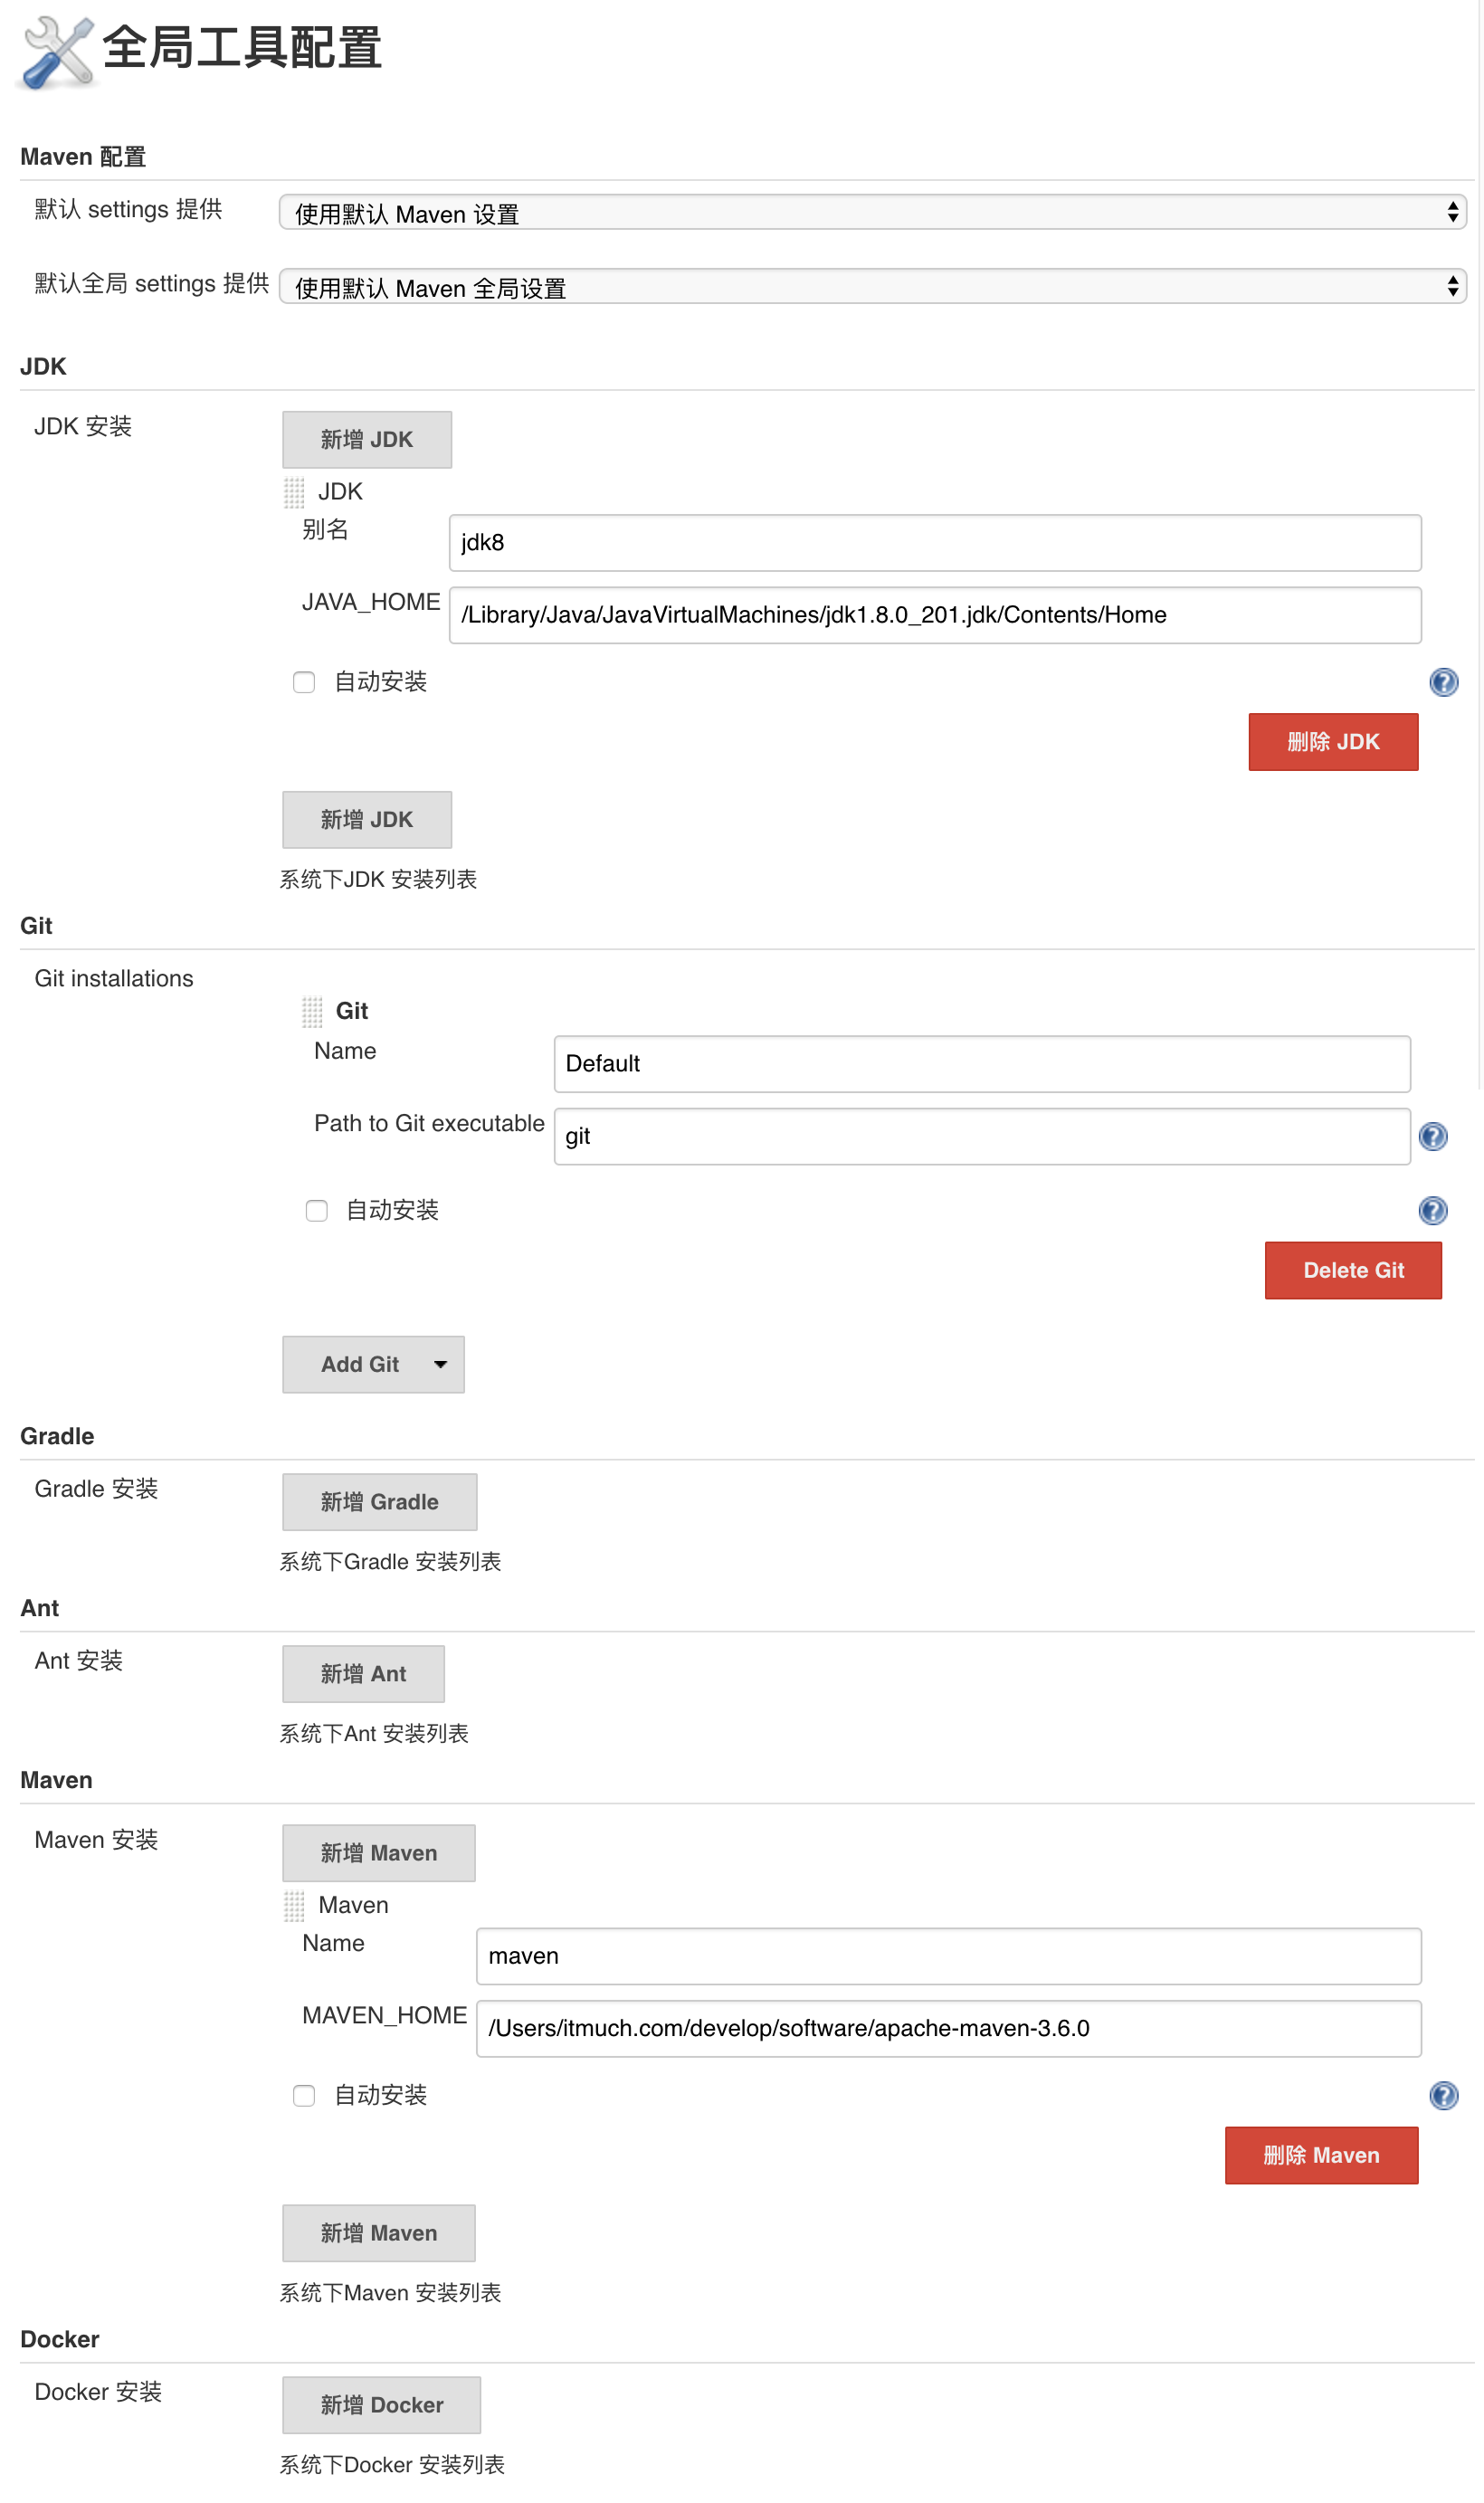 全局工具配置
Maven 配置
默认 settings 提供 使用默认 Maven 设置
默认全局 settings 提供 使用默认 Maven 全局设置
JDK
JDK 安装 新增 JDK
JDK
别名 jdk8
JAVA_HOME /Library/Java/JavaVirtualMachines/jdk1.8.0_201.jdk/Contents/Home
自动安装 ?
删除 JDK
新增 JDK
系统下JDK 安装列表
Git
Git installations
Git
Name Default
Path to Git executable git ?
自动安装 ?
Delete Git
Add Git
Gradle
Gradle 安装 新增 Gradle
系统下Gradle 安装列表
Ant
Ant 安装 新增 Ant
系统下Ant 安装列表
Maven
Maven 安装 新增 Maven
Maven
Name maven
MAVEN_HOME /Users/itmuch.com/develop/software/apache-maven-3.6.0
自动安装 ?
删除 Maven
新增 Maven
系统下Maven 安装列表
Docker
Docker 安装 新增 Docker
系统下Docker 安装列表